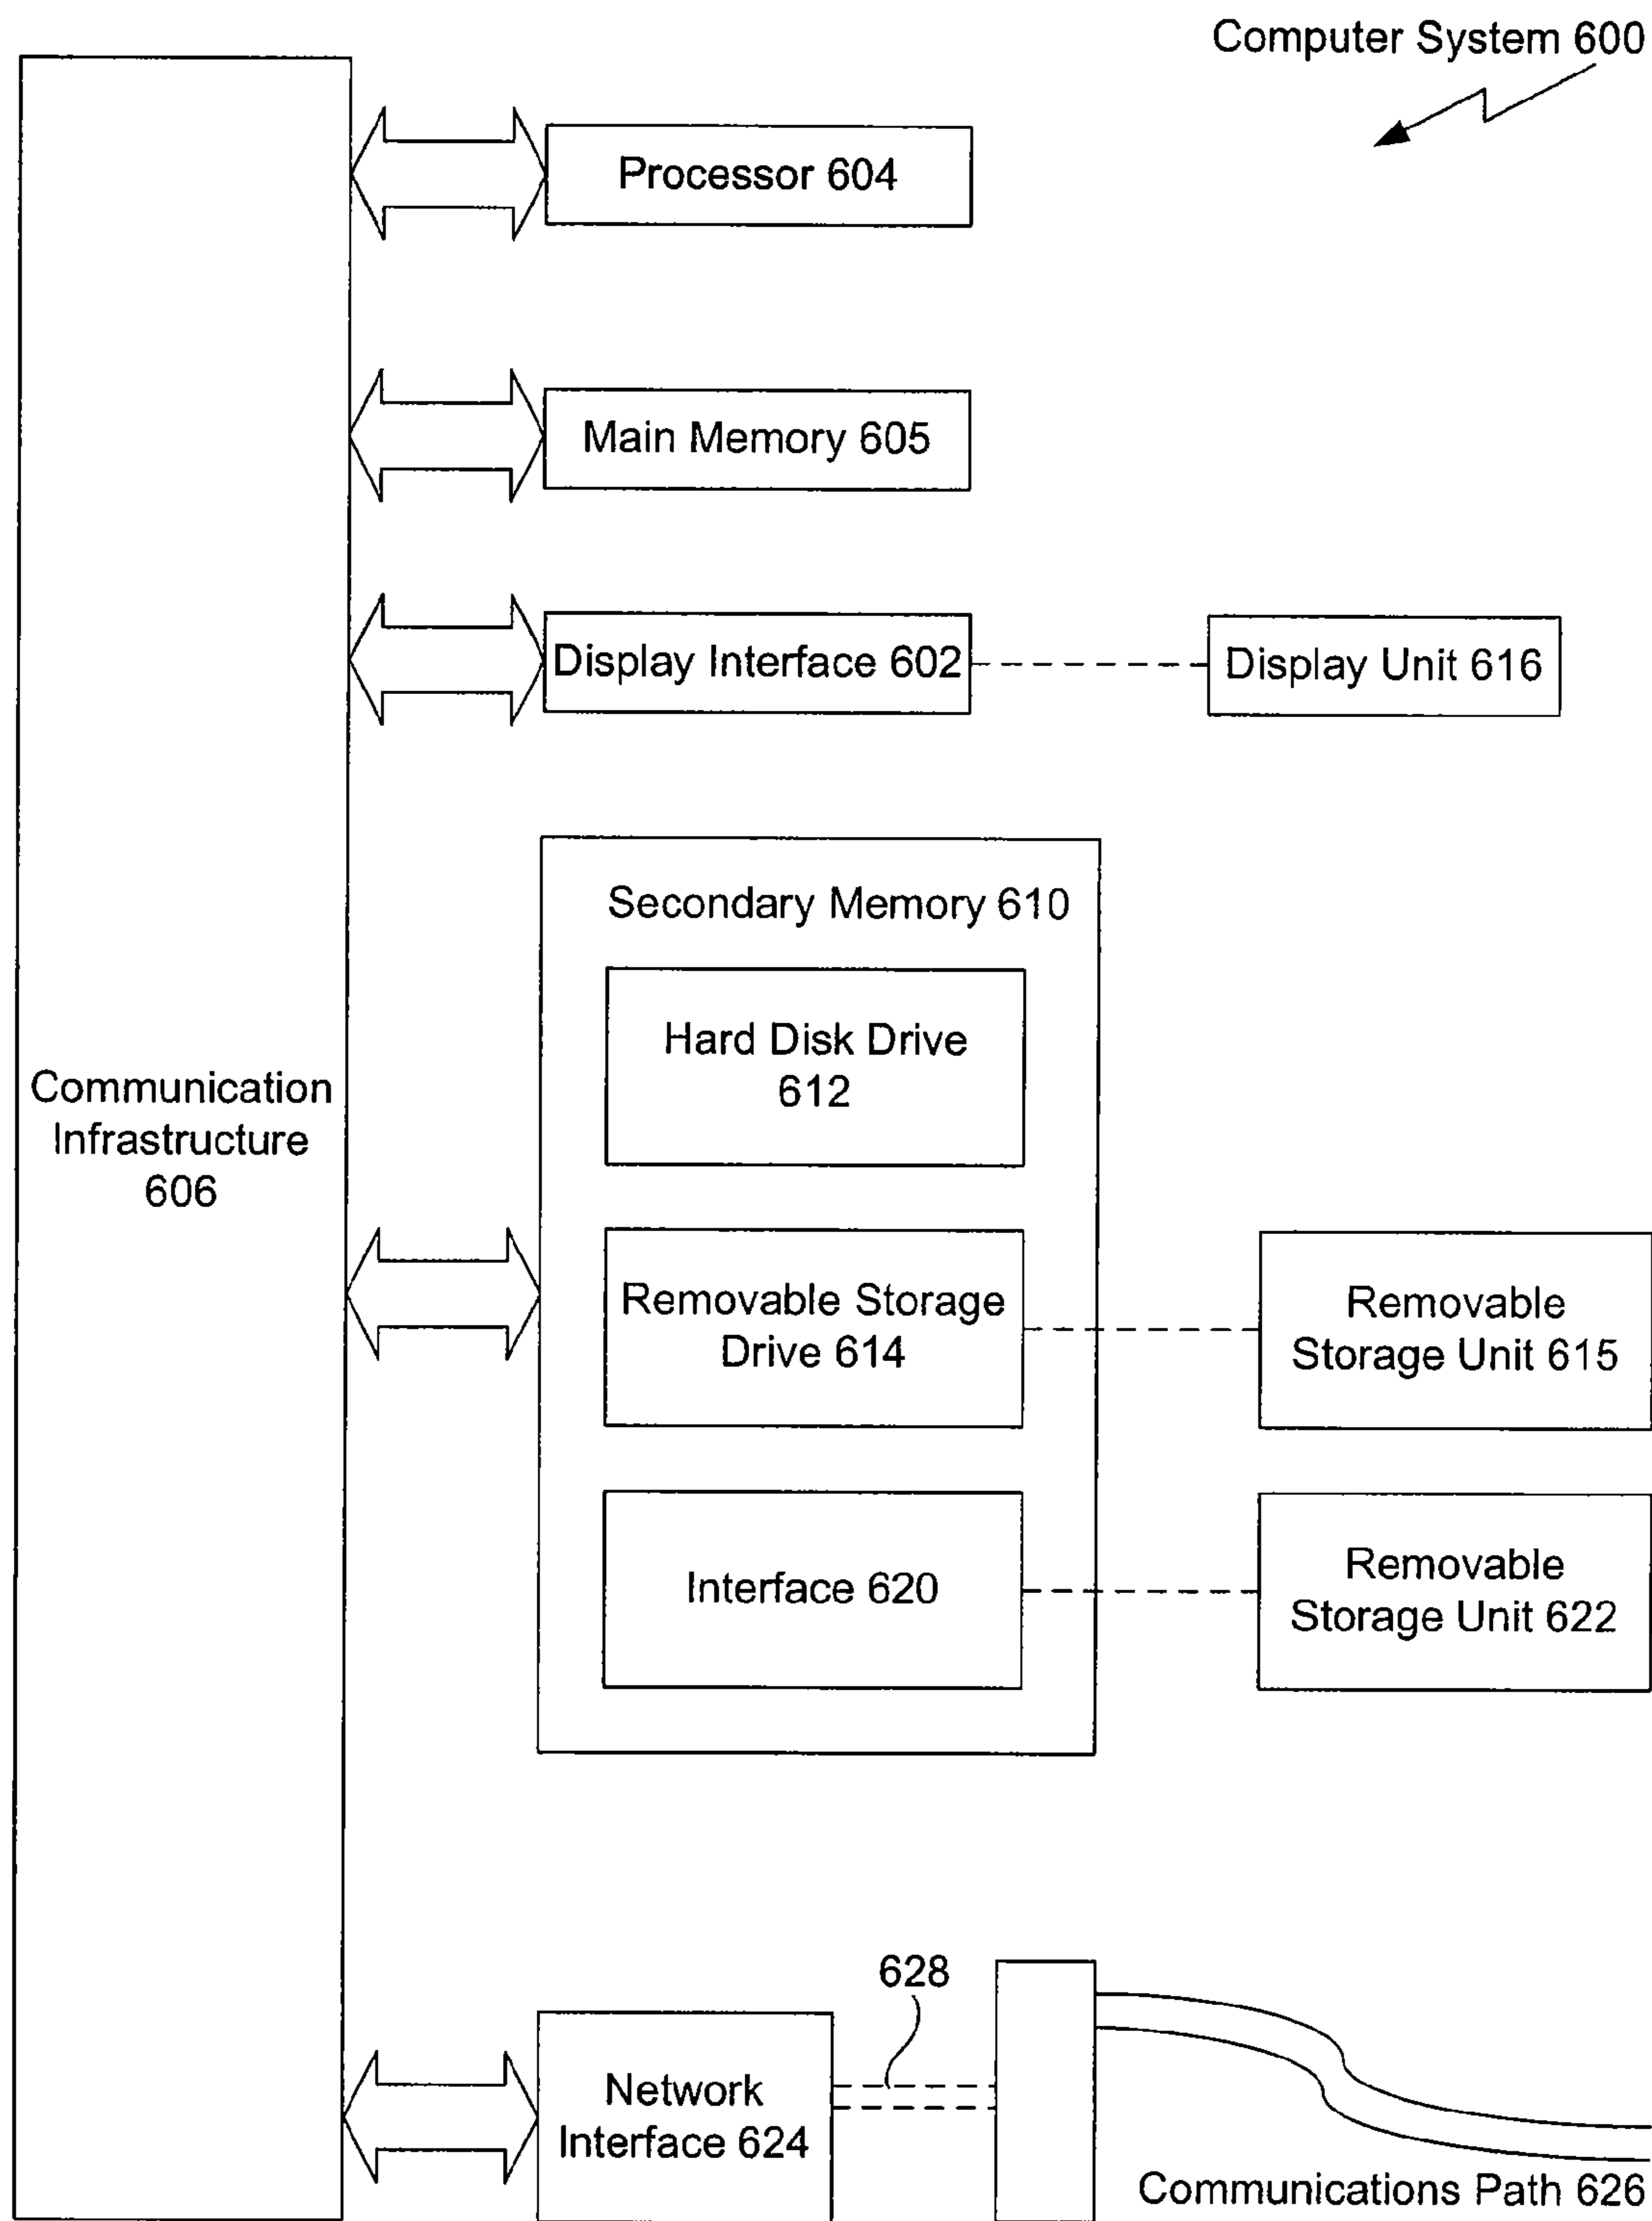 Computer System 600
Processor 604
Main Memory 605
Display Interface 602
Display Unit 616
Secondary Memory 610
Hard Disk Drive
612
Communication
Infrastructure
606
Removable Storage
Drive 614
Removable
Storage Unit 615
Interface 620
Removable
Storage Unit 622
628
Network
Interface 624
Communications Path 626